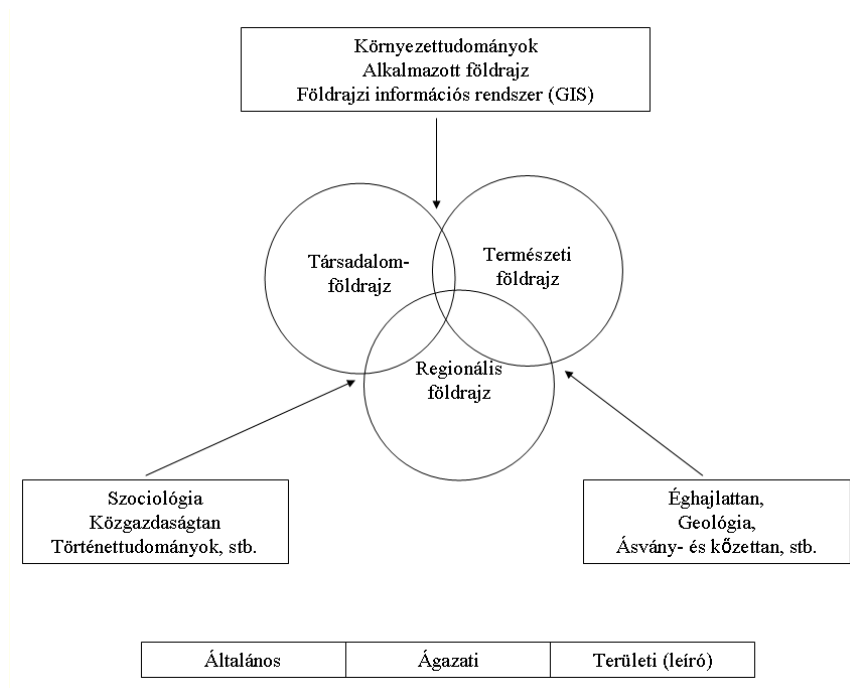 Környezettudományok
Alkalmazott földrajz
Földrajzi információs rendszer (GIS)
Társadalom-
földrajz
Természeti
földrajz
Regionális
földrajz
Szociológia
Közgazdaságtan
Történettudományok, stb.
Éghajlattan,
Geológia,
Ásvány- és kőzettan, stb.
Általános
Ágazati
Területi (leíró)